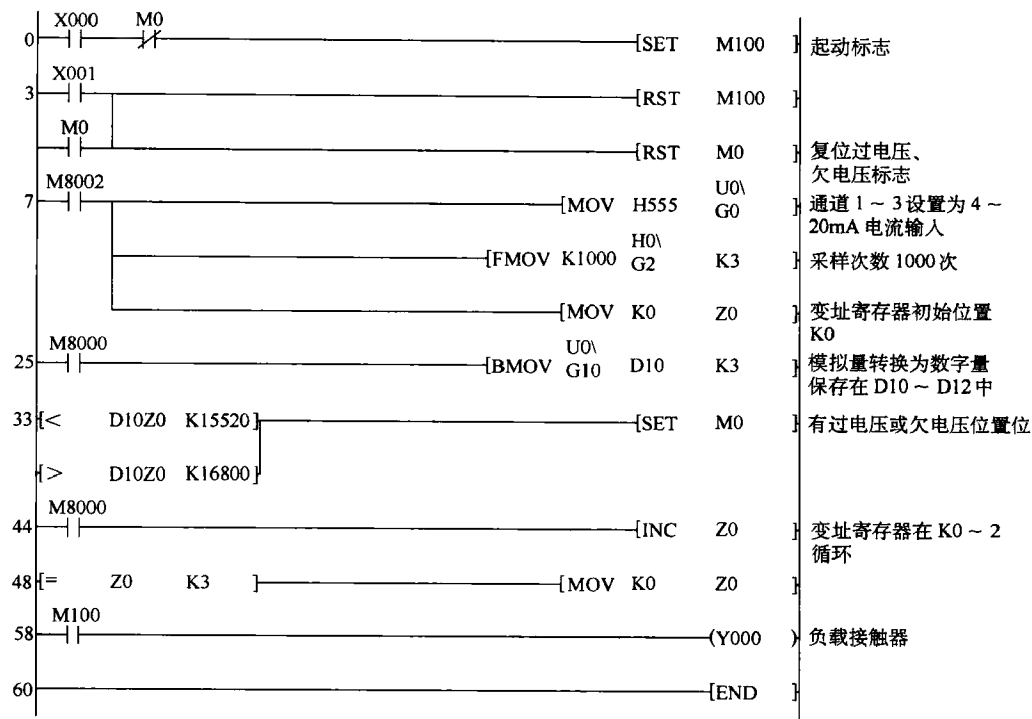 X000 M0
0 [SET M100 ] 起动标志
X001
3 [RST M100 ]
M0
[RST M0 ] 复位过电压、
欠电压标志
M8002
7 [MOV H555 U0\G0 ] 通道1～3设置为4～
20mA电流输入
[FMOV K1000 H0\G2 K3 ] 采样次数1000次
[MOV K0 Z0 ] 变址寄存器初始位置
K0
M8000
25 [BMOV U0\G10 D10 K3 ] 模拟量转换为数字量
保存在D10～D12中
33 [< D10Z0 K15520] [SET M0 ] 有过电压或欠电压位置位
[> D10Z0 K16800]
M8000
44 [INC Z0 ] 变址寄存器在K0～2
循环
48 [= Z0 K3 ] [MOV K0 Z0 ]
M100
58 (Y000 ) 负载接触器
60 [END ]